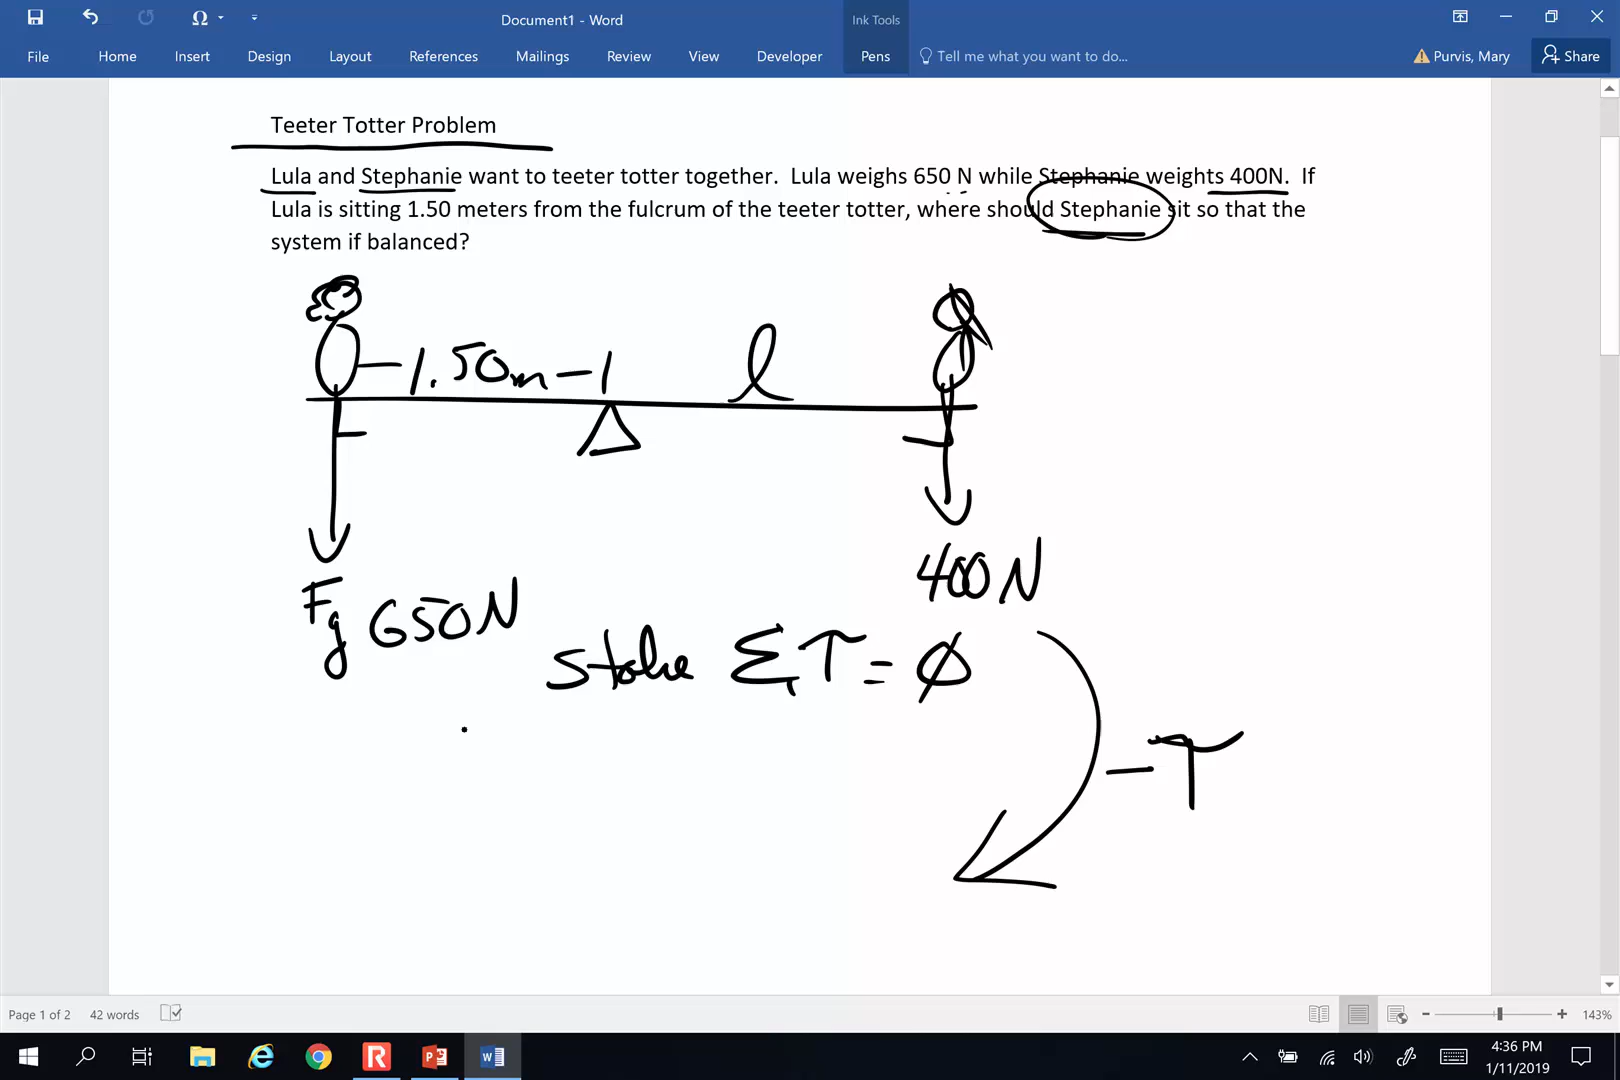 Document1 - Word
Ink Tools
File Home Insert Design Layout References Mailings Review View Developer Pens Tell me what you want to do... Purvis, Mary Share
Teeter Totter Problem
Lula and Stephanie want to teeter totter together. Lula weighs 650 N while Stephanie weights 400N. If
Lula is sitting 1.50 meters from the fulcrum of the teeter totter, where should Stephanie sit so that the
system if balanced?
1.50m l
400N
Fg 650N
Στ = 0
-τ
Page 1 of 2 42 words 143%
4:36 PM
1/11/2019